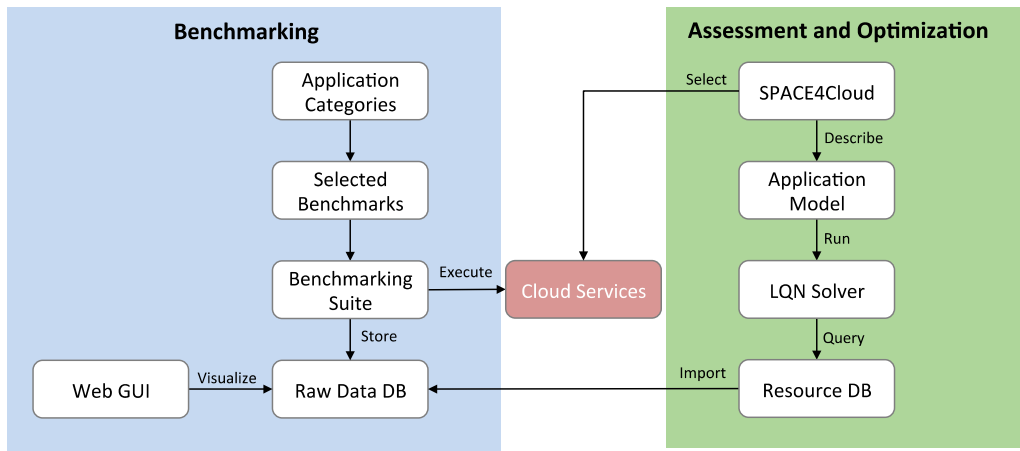 Benchmarking
Assessment and Optimization
Application
Categories
Select
SPACE4Cloud
Describe
Selected
Benchmarks
Application
Model
Run
Benchmarking
Suite
Execute
Cloud Services
LQN Solver
Store
Query
Web GUI
Visualize
Raw Data DB
Import
Resource DB